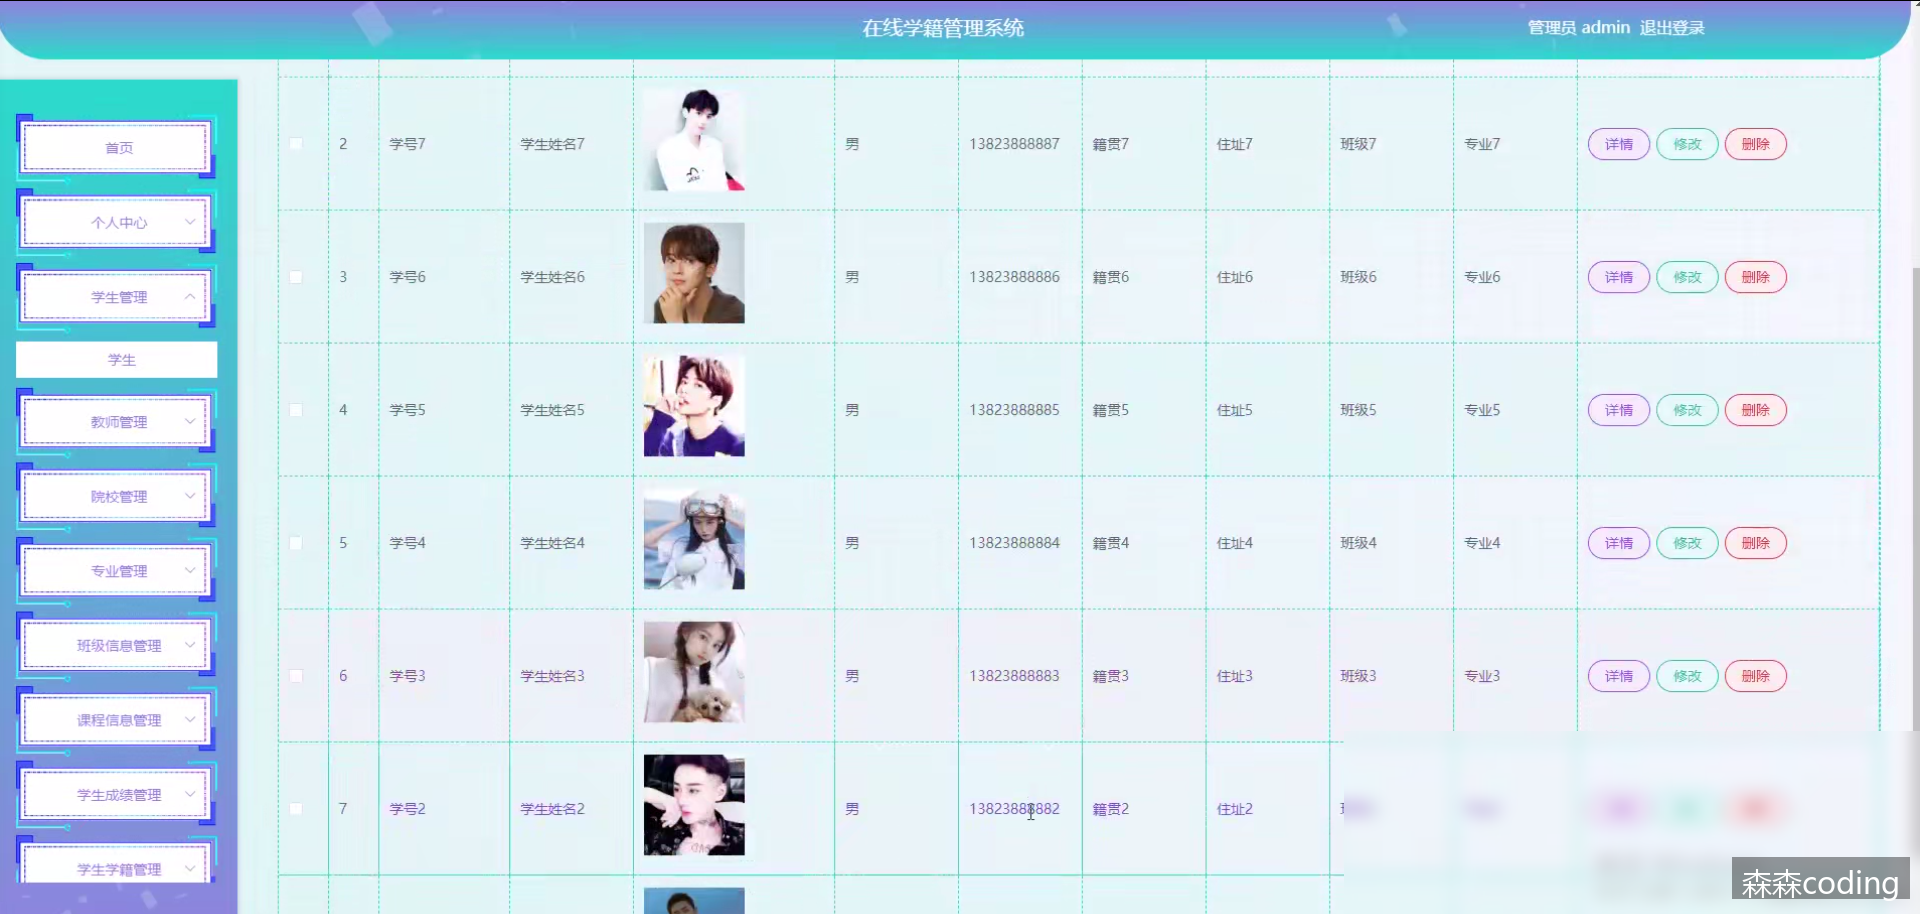 在线学籍管理系统
管理员 admin 退出登录
首页
个人中心
学生管理
学生
教师管理
院校管理
专业管理
班级信息管理
课程信息管理
学生成绩管理
学生学籍管理
2 学号7 学生姓名7 男 13823888887 籍贯7 住址7 班级7 专业7 详情 修改 删除
3 学号6 学生姓名6 男 13823888886 籍贯6 住址6 班级6 专业6 详情 修改 删除
4 学号5 学生姓名5 男 13823888885 籍贯5 住址5 班级5 专业5 详情 修改 删除
5 学号4 学生姓名4 男 13823888884 籍贯4 住址4 班级4 专业4 详情 修改 删除
6 学号3 学生姓名3 男 13823888883 籍贯3 住址3 班级3 专业3 详情 修改 删除
7 学号2 学生姓名2 男 13823888882 籍贯2 住址2
森森coding